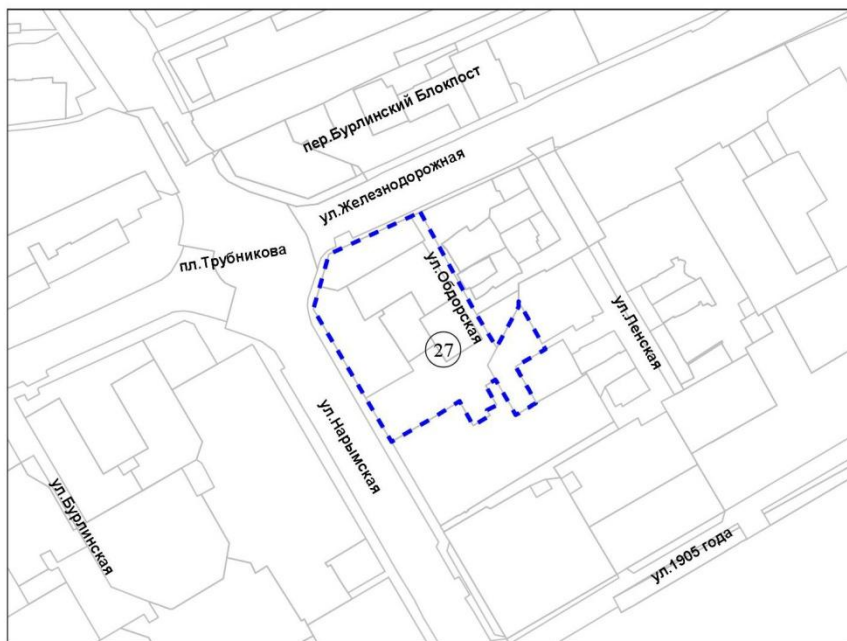 пер.Бурлинский Блокпост
ул.Железнодорожная
пл.Трубникова
ул.Обдорская
ул.Ленская
27
ул.Нарымская
ул.Бурлинская
ул.1905 года